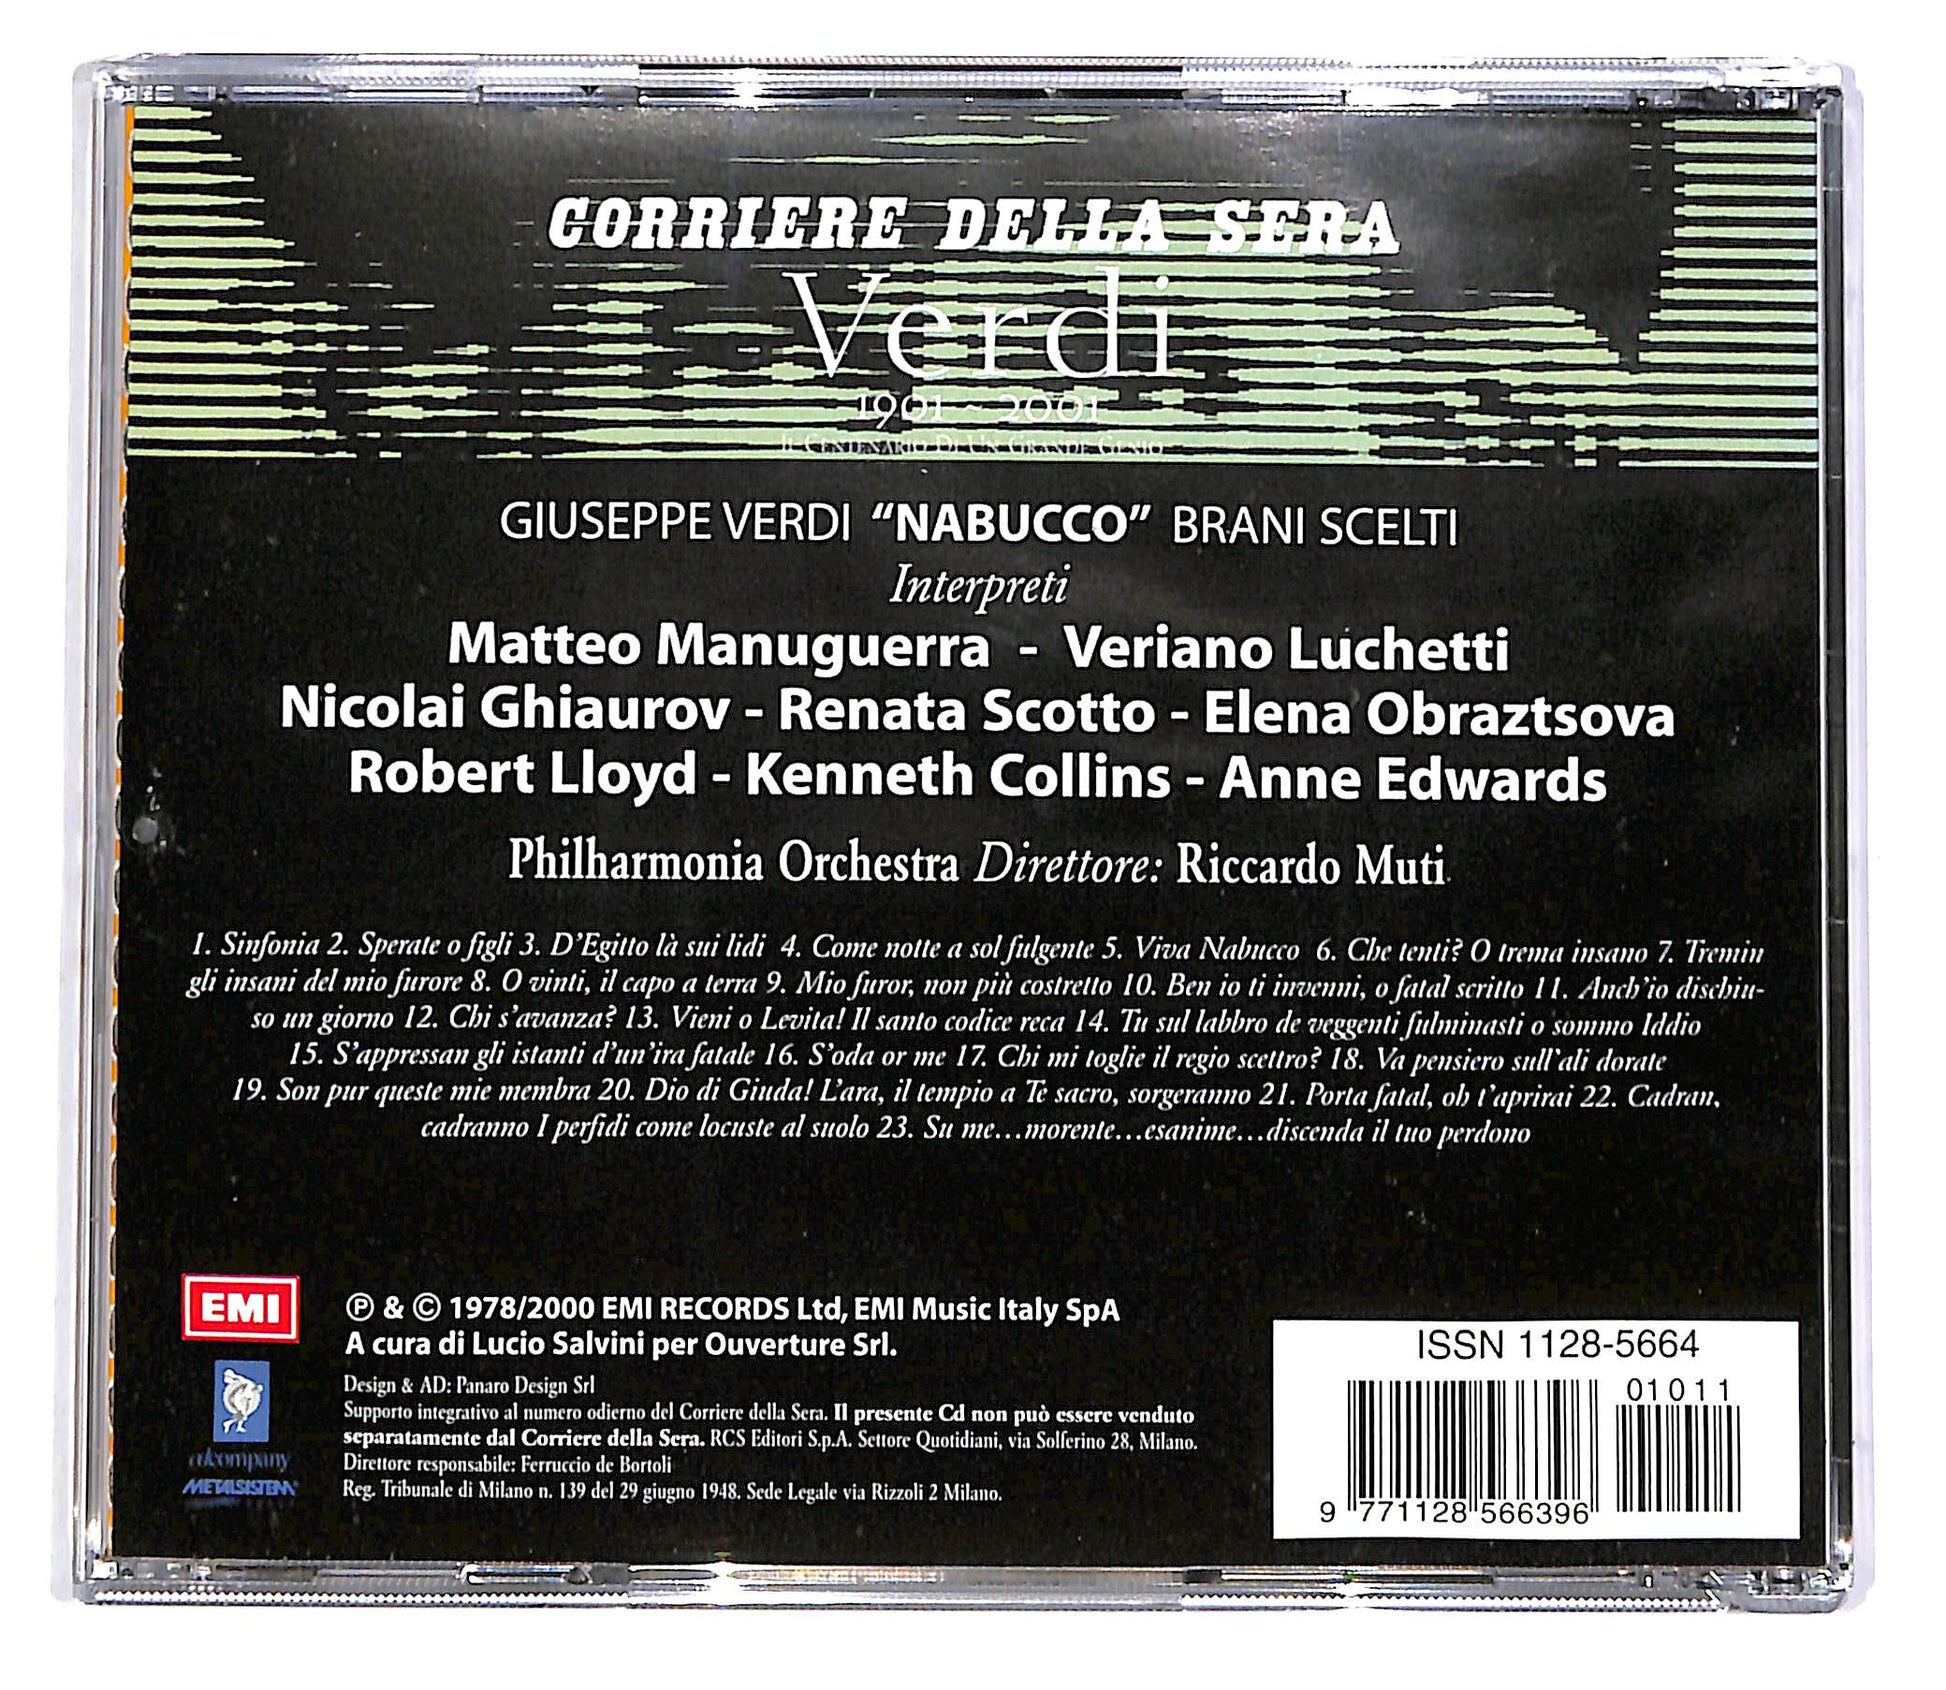 CORRIERE DELLA SERA
Verdi
1901 ~ 2001
IL CENTENARIO DI UN GRANDE GENIO
GIUSEPPE VERDI “NABUCCO” BRANI SCELTI
Interpreti
Matteo Manuguerra - Veriano Luchetti
Nicolai Ghiaurov - Renata Scotto - Elena Obraztsova
Robert Lloyd - Kenneth Collins - Anne Edwards
Philharmonia Orchestra Direttore: Riccardo Muti
1. Sinfonia 2. Sperate o figli 3. D’Egitto là sui lidi 4. Come notte a sol fulgente 5. Viva Nabucco 6. Che tenti? O trema insano 7. Tremin
gli insani del mio furore 8. O vinti, il capo a terra 9. Mio furor, non più costretto 10. Ben io ti invenni, o fatal scritto 11. Anch’io dischiu-
so un giorno 12. Chi s’avanza? 13. Vieni o Levita! Il santo codice reca 14. Tu sul labbro de veggenti fulminasti o sommo Iddio
15. S’appressan gli istanti d’un’ira fatale 16. S’oda or me 17. Chi mi toglie il regio scettro? 18. Va pensiero sull’ali dorate
19. Son pur queste mie membra 20. Dio di Giuda! L’ara, il tempio a Te sacro, sorgeranno 21. Porta fatal, oh t’aprirai 22. Cadran,
cadranno I perfidi come locuste al suolo 23. Su me...morente...esanime...discenda il tuo perdono
EMI
℗ & © 1978/2000 EMI RECORDS Ltd, EMI Music Italy SpA
A cura di Lucio Salvini per Ouverture Srl.
Design & AD: Panaro Design Srl
Supporto integrativo al numero odierno del Corriere della Sera. Il presente Cd non può essere venduto
separatamente dal Corriere della Sera. RCS Editori S.p.A. Settore Quotidiani, via Solferino 28, Milano.
Direttore responsabile: Ferruccio de Bortoli
Reg. Tribunale di Milano n. 139 del 29 giugno 1948. Sede Legale via Rizzoli 2 Milano.
METALSISTEM
ISSN 1128-5664
01011
9 771128 566396